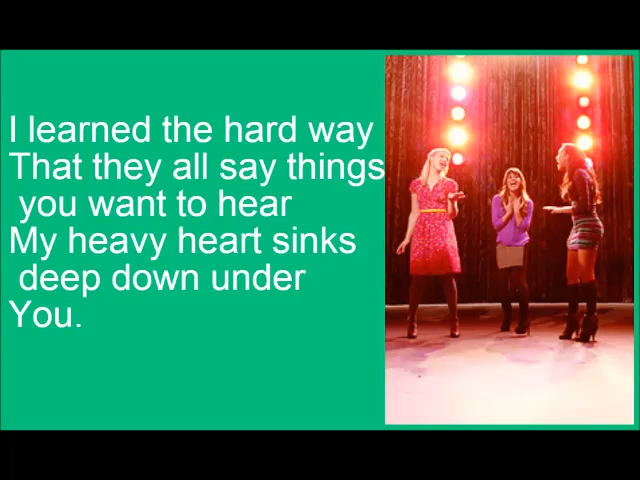 I learned the hard way
That they all say things
you want to hear
My heavy heart sinks
deep down under
You.